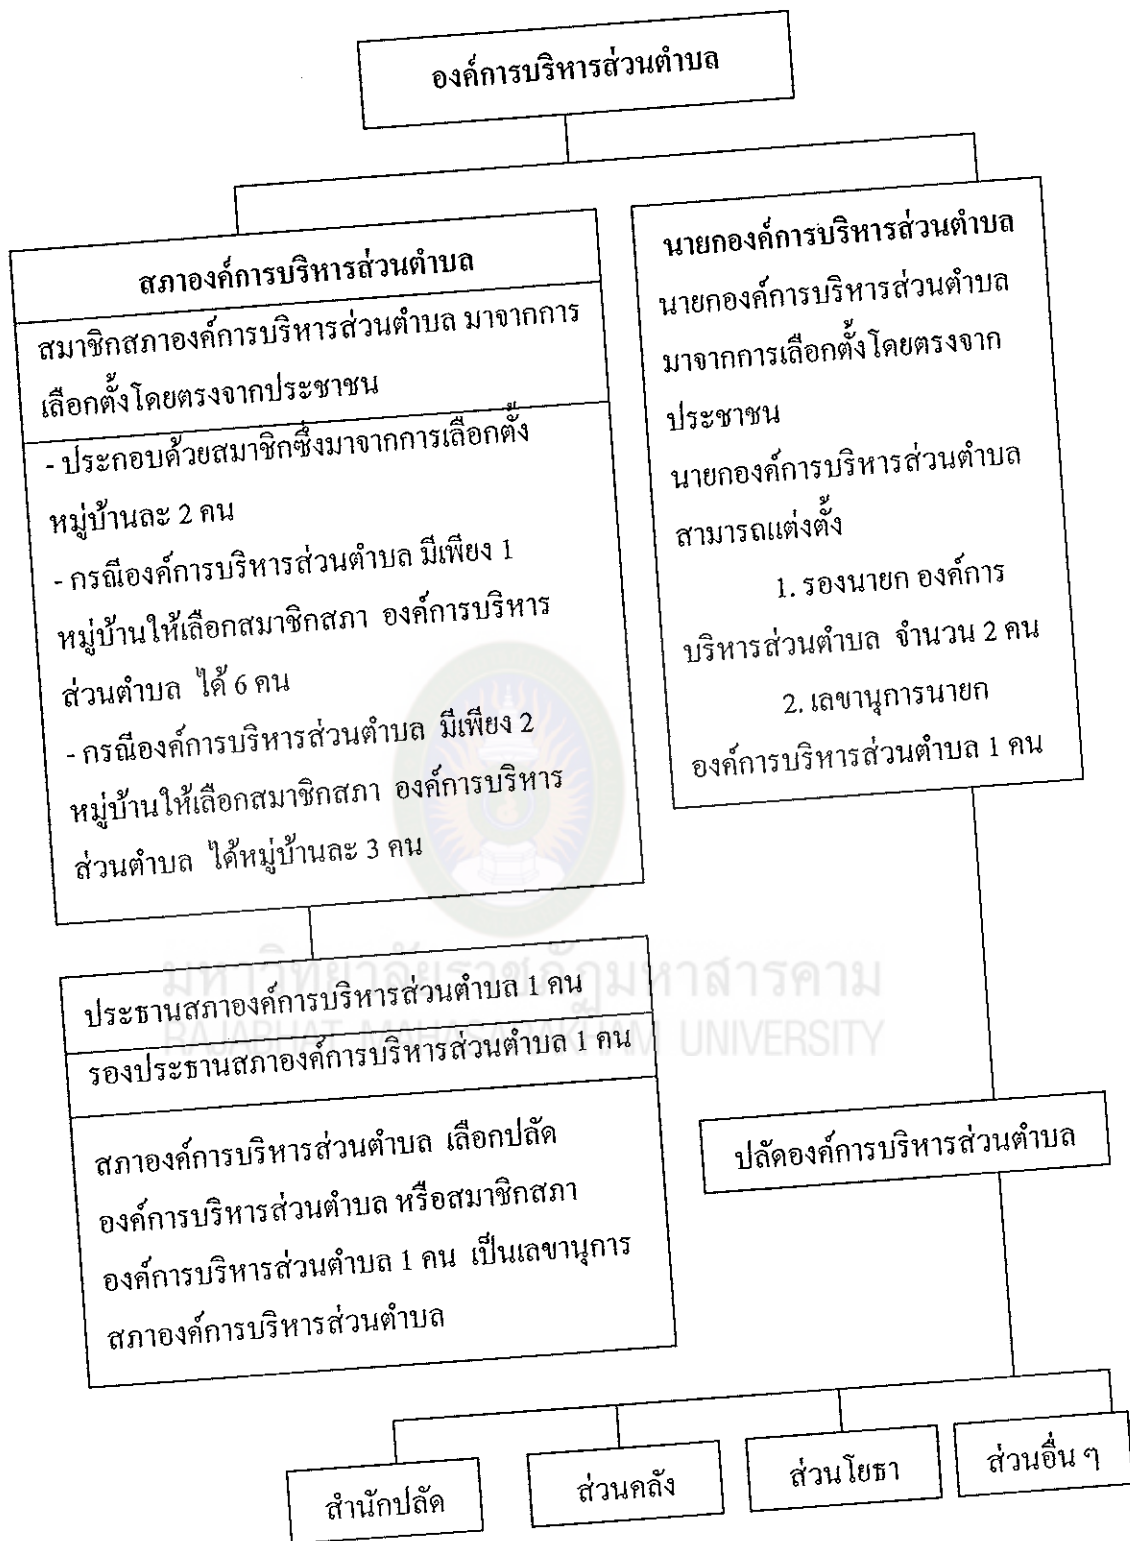 องค์การบริหารส่วนตำบล
สภาองค์การบริหารส่วนตำบล
สมาชิกสภาองค์การบริหารส่วนตำบล มาจากการ
เลือกตั้งโดยตรงจากประชาชน
- ประกอบด้วยสมาชิกซึ่งมาจากการเลือกตั้ง
หมู่บ้านละ 2 คน
- กรณีองค์การบริหารส่วนตำบล มีเพียง 1
หมู่บ้านให้เลือกสมาชิกสภา องค์การบริหาร
ส่วนตำบล ได้ 6 คน
- กรณีองค์การบริหารส่วนตำบล มีเพียง 2
หมู่บ้านให้เลือกสมาชิกสภา องค์การบริหาร
ส่วนตำบล ได้หมู่บ้านละ 3 คน
นายกองค์การบริหารส่วนตำบล
นายกองค์การบริหารส่วนตำบล
มาจากการเลือกตั้งโดยตรงจาก
ประชาชน
นายกองค์การบริหารส่วนตำบล
สามารถแต่งตั้ง
1. รองนายก องค์การ
บริหารส่วนตำบล จำนวน 2 คน
2. เลขานุการนายก
องค์การบริหารส่วนตำบล 1 คน
มหาวิทยาลัยราชภัฏมหาสารคาม
RAJABHAT MAHASARAKHAM UNIVERSITY
ประธานสภาองค์การบริหารส่วนตำบล 1 คน
รองประธานสภาองค์การบริหารส่วนตำบล 1 คน
สภาองค์การบริหารส่วนตำบล เลือกปลัด
องค์การบริหารส่วนตำบล หรือสมาชิกสภา
องค์การบริหารส่วนตำบล 1 คน เป็นเลขานุการ
สภาองค์การบริหารส่วนตำบล
ปลัดองค์การบริหารส่วนตำบล
สำนักปลัด
ส่วนคลัง
ส่วนโยธา
ส่วนอื่น ๆ